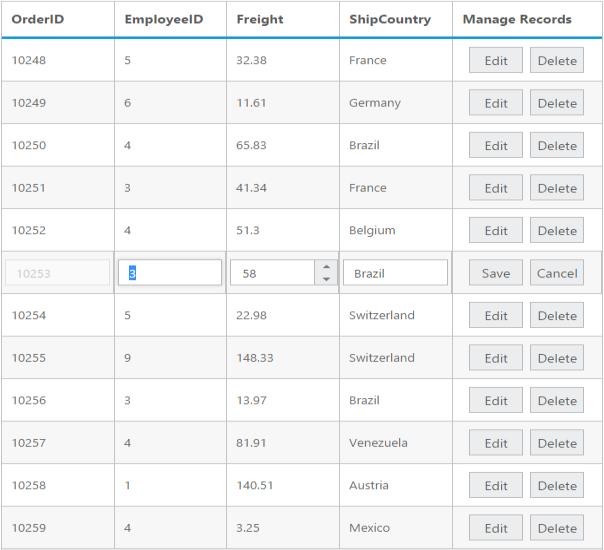 OrderID EmployeeID Freight ShipCountry Manage Records
10248 5 32.38 France Edit Delete
10249 6 11.61 Germany Edit Delete
10250 4 65.83 Brazil Edit Delete
10251 3 41.34 France Edit Delete
10252 4 51.3 Belgium Edit Delete
10253 3 58 Brazil Save Cancel
10254 5 22.98 Switzerland Edit Delete
10255 9 148.33 Switzerland Edit Delete
10256 3 13.97 Brazil Edit Delete
10257 4 81.91 Venezuela Edit Delete
10258 1 140.51 Austria Edit Delete
10259 4 3.25 Mexico Edit Delete